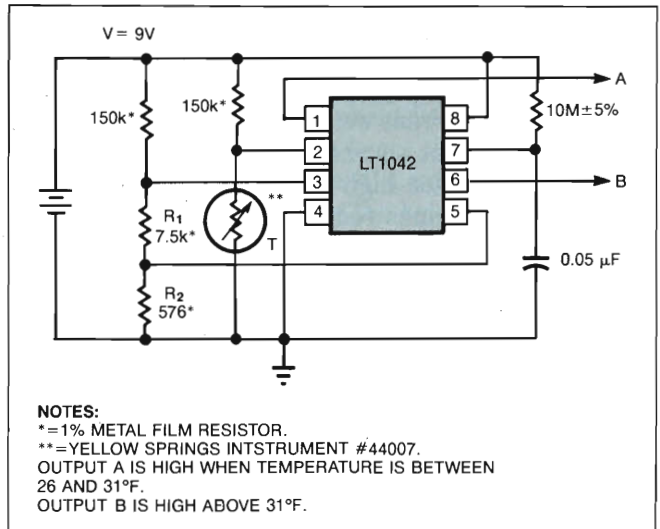 V = 9V
150k*
150k*
10M±5%
A
1
8
2
7
LT1042
3
6
B
4
5
**
T
R1
7.5k*
R2
576*
0.05 µF
NOTES:
*=1% METAL FILM RESISTOR.
**=YELLOW SPRINGS INTSTRUMENT #44007.
OUTPUT A IS HIGH WHEN TEMPERATURE IS BETWEEN
26 AND 31°F.
OUTPUT B IS HIGH ABOVE 31°F.